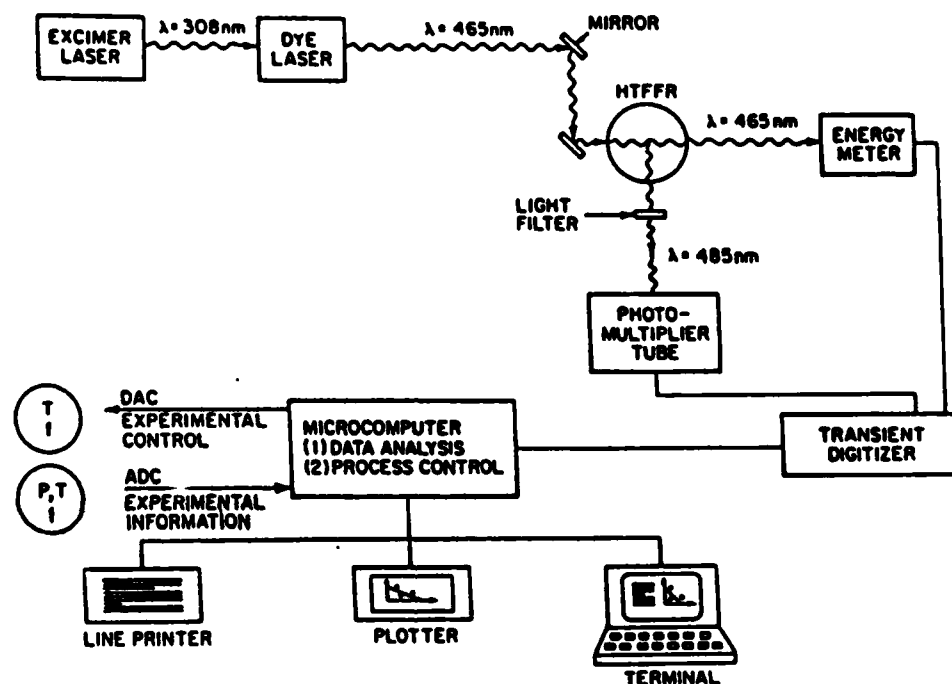 EXCIMER
LASER
λ = 308nm
DYE
LASER
λ = 465nm
MIRROR
HTFFR
λ = 465nm
ENERGY
METER
LIGHT
FILTER
λ = 485nm
PHOTO-
MULTIPLIER
TUBE
T
DAC
EXPERIMENTAL
CONTROL
MICROCOMPUTER
(1) DATA ANALYSIS
(2) PROCESS CONTROL
TRANSIENT
DIGITIZER
P,T
ADC
EXPERIMENTAL
INFORMATION
LINE PRINTER
PLOTTER
TERMINAL